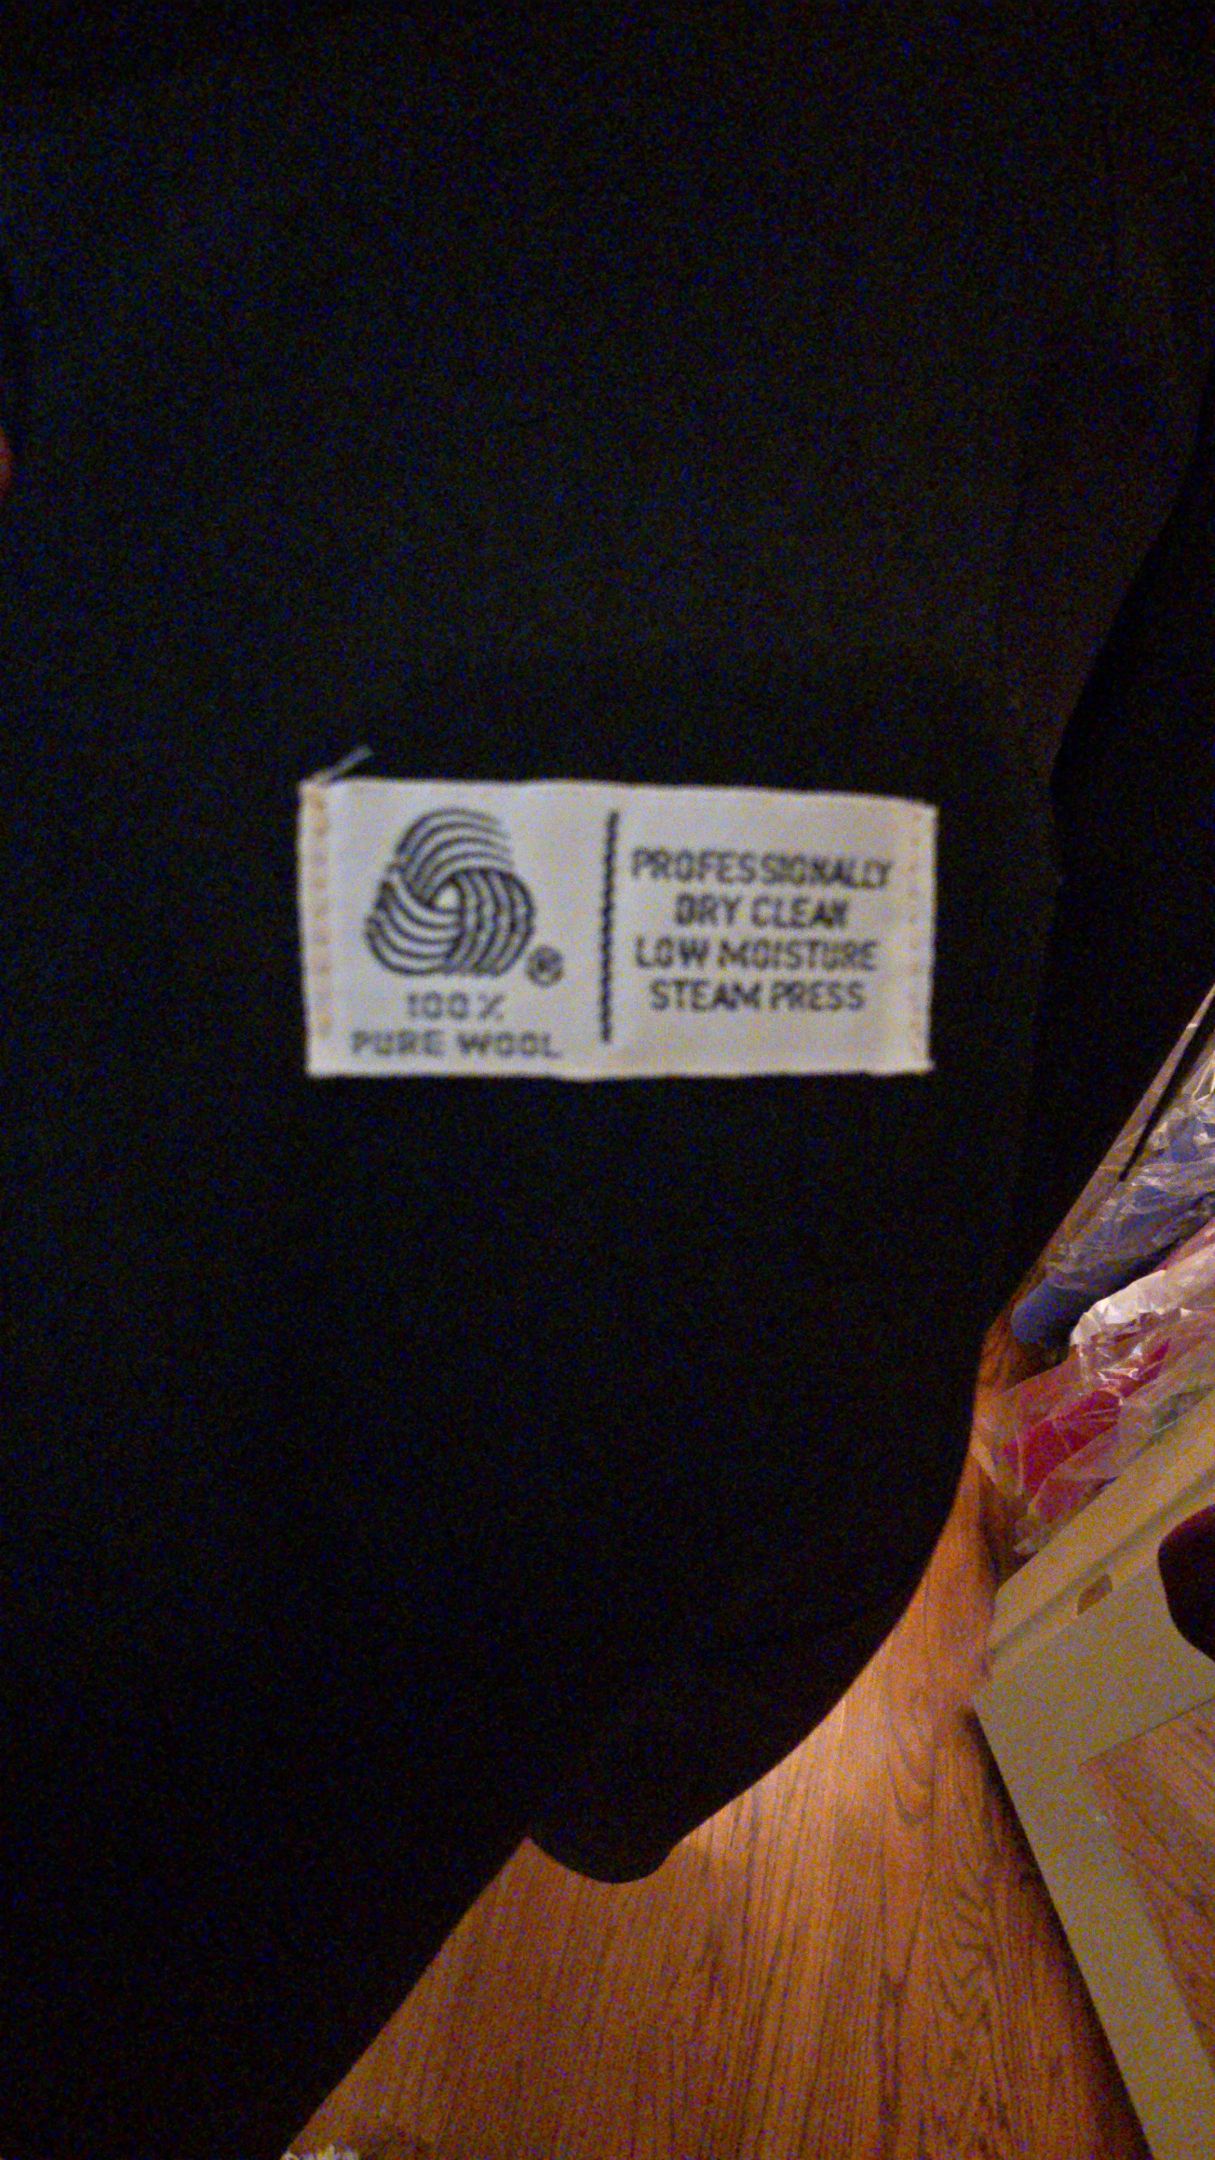 100%
PURE WOOL
PROFESSIONALLY
DRY CLEAN
LOW MOISTURE
STEAM PRESS